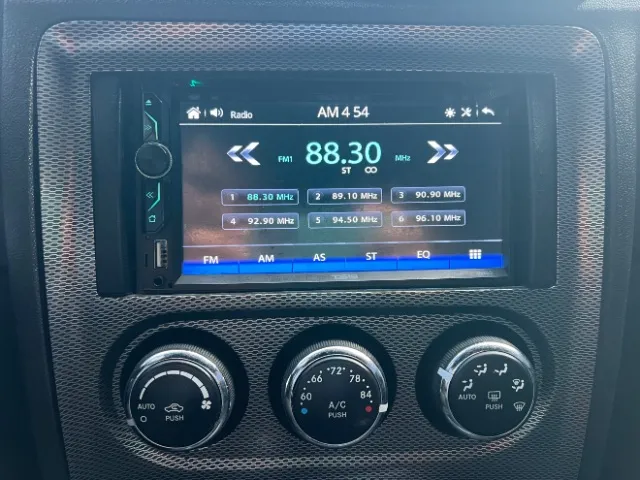 Radio AM 4 54
FM1 88.30 MHz
ST
1 88.30 MHz 2 89.10 MHz 3 90.90 MHz
4 92.90 MHz 5 94.50 MHz 6 96.10 MHz
FM AM AS ST EQ
AUTO PUSH
60 66 72 78 84
A/C
PUSH
AUTO PUSH